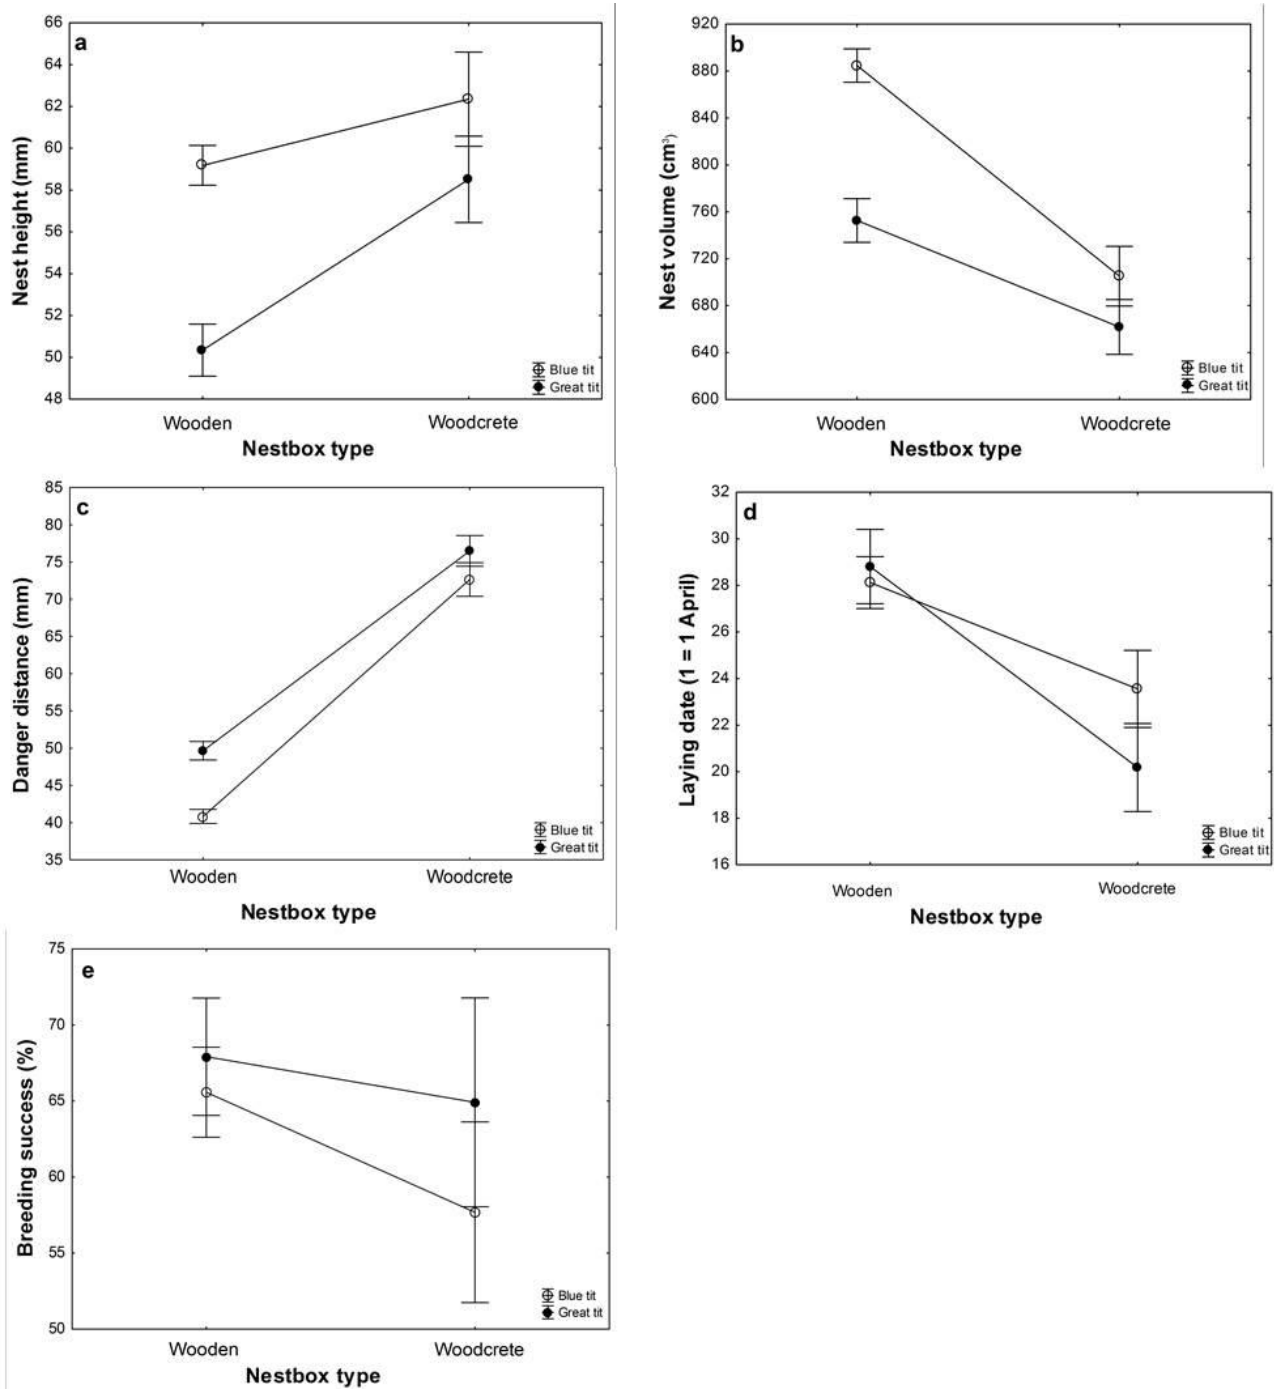 a
Nest height (mm)
66
64
62
60
58
56
54
52
50
48
Blue tit
Great tit
Wooden Woodcrete
Nestbox type
b
Nest volume (cm³)
920
880
840
800
760
720
680
640
600
Blue tit
Great tit
Wooden Woodcrete
Nestbox type
c
Danger distance (mm)
85
80
75
70
65
60
55
50
45
40
35
Blue tit
Great tit
Wooden Woodcrete
Nestbox type
d
Laying date (1 = 1 April)
32
30
28
26
24
22
20
18
16
Blue tit
Great tit
Wooden Woodcrete
Nestbox type
e
Breeding success (%)
75
70
65
60
55
50
Blue tit
Great tit
Wooden Woodcrete
Nestbox type